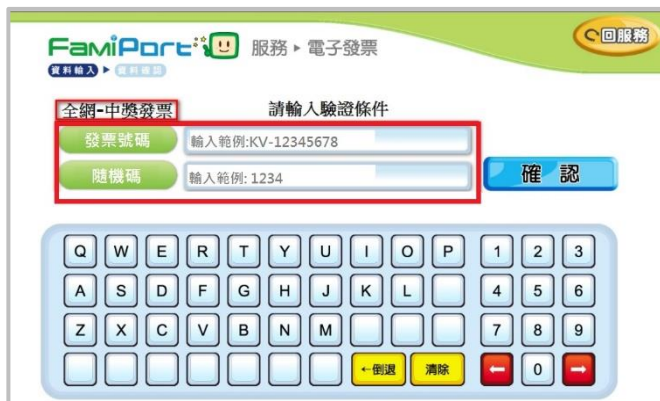 FamiPort 服務▸電子發票
回服務
資料輸入▸資料確認
全網-中獎發票 請輸入驗證條件
發票號碼 輸入範例:KV-12345678
隨機碼 輸入範例: 1234
確認
Q W E R T Y U I O P 1 2 3
A S D F G H J K L 4 5 6
Z X C V B N M 7 8 9
←倒退 清除 ← 0 →